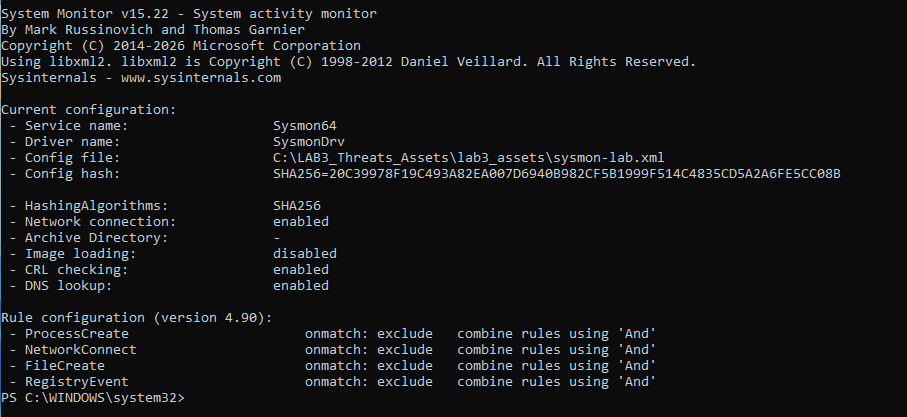 System Monitor v15.22 - System activity monitor
By Mark Russinovich and Thomas Garnier
Copyright (C) 2014-2026 Microsoft Corporation
Using libxml2. libxml2 is Copyright (C) 1998-2012 Daniel Veillard. All Rights Reserved.
Sysinternals - www.sysinternals.com
Current configuration:
 - Service name:                  Sysmon64
 - Driver name:                   SysmonDrv
 - Config file:                   C:\LAB3_Threats_Assets\lab3_assets\sysmon-lab.xml
 - Config hash:                   SHA256=20C39978F19C493A82EA007D6940B982CF5B1999F514C4835CD5A2A6FE5CC08B
 - HashingAlgorithms:             SHA256
 - Network connection:            enabled
 - Archive Directory:             -
 - Image loading:                 disabled
 - CRL checking:                  enabled
 - DNS lookup:                    enabled
Rule configuration (version 4.90):
 - ProcessCreate                      onmatch: exclude   combine rules using 'And'
 - NetworkConnect                     onmatch: exclude   combine rules using 'And'
 - FileCreate                         onmatch: exclude   combine rules using 'And'
 - RegistryEvent                      onmatch: exclude   combine rules using 'And'
PS C:\WINDOWS\system32>